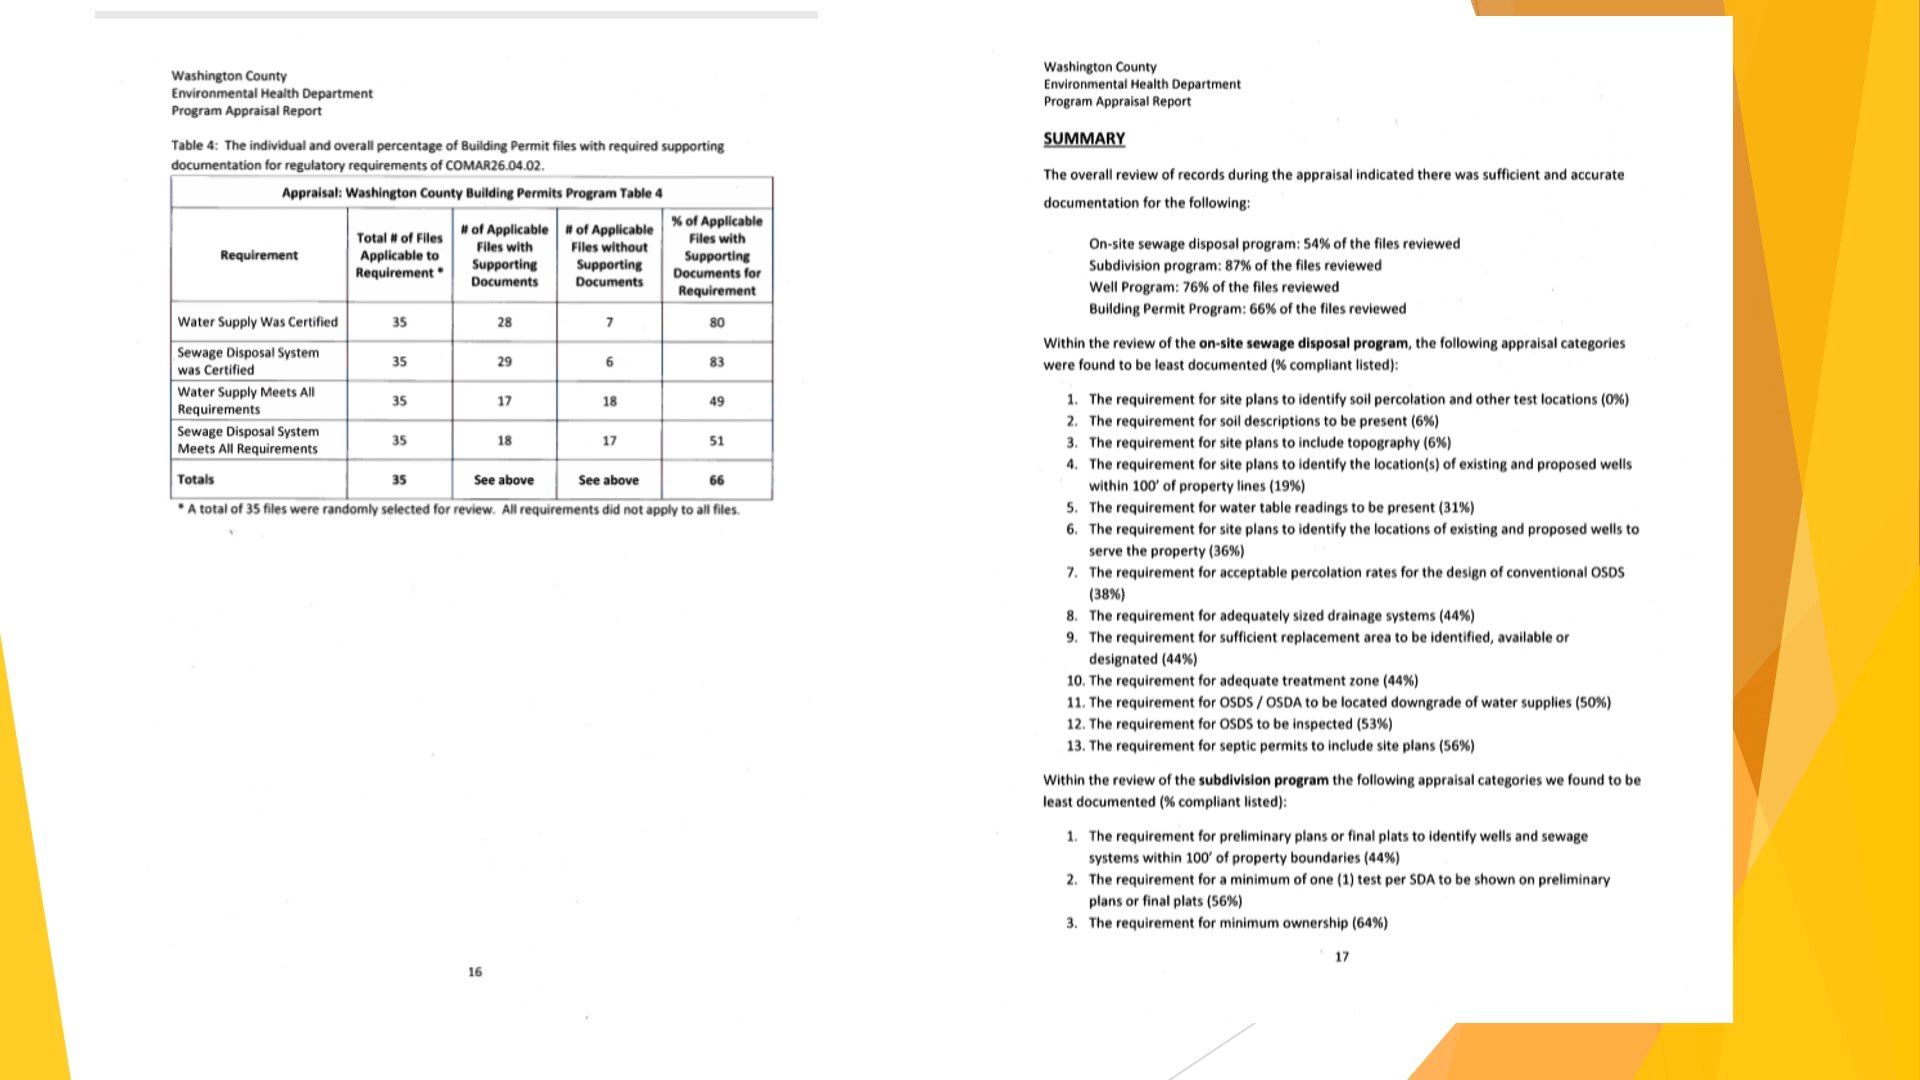 Washington County
Environmental Health Department
Program Appraisal Report
Table 4: The individual and overall percentage of Building Permit files with required supporting
documentation for regulatory requirements of COMAR26.04.02.
Appraisal: Washington County Building Permits Program Table 4
Requirement | Total # of Files Applicable to Requirement * | # of Applicable Files with Supporting Documents | # of Applicable Files without Supporting Documents | % of Applicable Files with Supporting Documents for Requirement
Water Supply Was Certified | 35 | 28 | 7 | 80
Sewage Disposal System was Certified | 35 | 29 | 6 | 83
Water Supply Meets All Requirements | 35 | 17 | 18 | 49
Sewage Disposal System Meets All Requirements | 35 | 18 | 17 | 51
Totals | 35 | See above | See above | 66
* A total of 35 files were randomly selected for review. All requirements did not apply to all files.
16
Washington County
Environmental Health Department
Program Appraisal Report
SUMMARY
The overall review of records during the appraisal indicated there was sufficient and accurate
documentation for the following:
On-site sewage disposal program: 54% of the files reviewed
Subdivision program: 87% of the files reviewed
Well Program: 76% of the files reviewed
Building Permit Program: 66% of the files reviewed
Within the review of the on-site sewage disposal program, the following appraisal categories
were found to be least documented (% compliant listed):
1. The requirement for site plans to identify soil percolation and other test locations (0%)
2. The requirement for soil descriptions to be present (6%)
3. The requirement for site plans to include topography (6%)
4. The requirement for site plans to identify the location(s) of existing and proposed wells
within 100' of property lines (19%)
5. The requirement for water table readings to be present (31%)
6. The requirement for site plans to identify the locations of existing and proposed wells to
serve the property (36%)
7. The requirement for acceptable percolation rates for the design of conventional OSDS
(38%)
8. The requirement for adequately sized drainage systems (44%)
9. The requirement for sufficient replacement area to be identified, available or
designated (44%)
10. The requirement for adequate treatment zone (44%)
11. The requirement for OSDS / OSDA to be located downgrade of water supplies (50%)
12. The requirement for OSDS to be inspected (53%)
13. The requirement for septic permits to include site plans (56%)
Within the review of the subdivision program the following appraisal categories we found to be
least documented (% compliant listed):
1. The requirement for preliminary plans or final plats to identify wells and sewage
systems within 100' of property boundaries (44%)
2. The requirement for a minimum of one (1) test per SDA to be shown on preliminary
plans or final plats (56%)
3. The requirement for minimum ownership (64%)
17